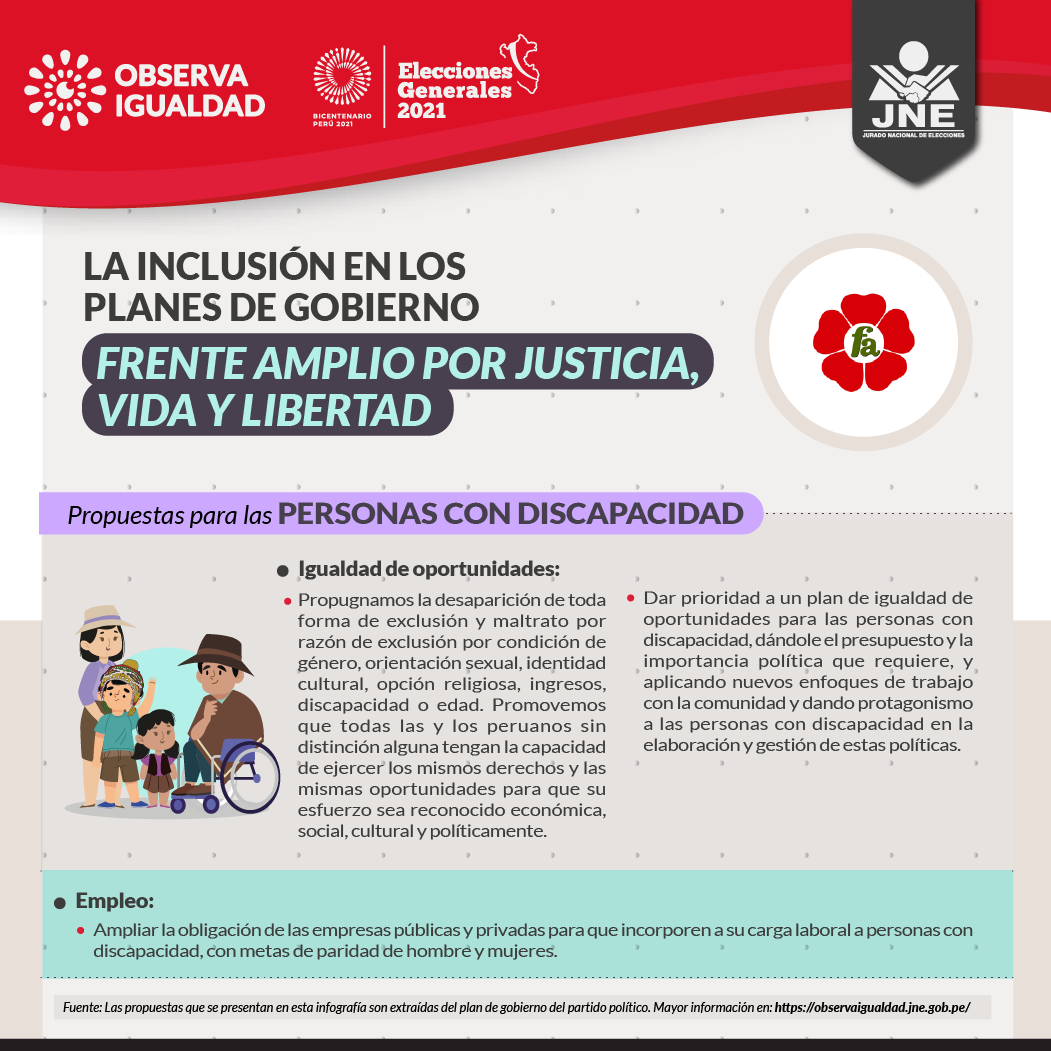 OBSERVA
IGUALDAD
BICENTENARIO
PERÚ 2021
Elecciones
Generales
2021
JNE
JURADO NACIONAL DE ELECCIONES
LA INCLUSIÓN EN LOS
PLANES DE GOBIERNO
FRENTE AMPLIO POR JUSTICIA,
VIDA Y LIBERTAD
fa
Propuestas para las PERSONAS CON DISCAPACIDAD
Igualdad de oportunidades:
Propugnamos la desaparición de toda
forma de exclusión y maltrato por
razón de exclusión por condición de
género, orientación sexual, identidad
cultural, opción religiosa, ingresos,
discapacidad o edad. Promovemos
que todas las y los peruanos sin
distinción alguna tengan la capacidad
de ejercer los mismos derechos y las
mismas oportunidades para que su
esfuerzo sea reconocido económica,
social, cultural y políticamente.
Dar prioridad a un plan de igualdad de
oportunidades para las personas con
discapacidad, dándole el presupuesto y la
importancia política que requiere, y
aplicando nuevos enfoques de trabajo
con la comunidad y dando protagonismo
a las personas con discapacidad en la
elaboración y gestión de estas políticas.
Empleo:
Ampliar la obligación de las empresas públicas y privadas para que incorporen a su carga laboral a personas con
discapacidad, con metas de paridad de hombre y mujeres.
Fuente: Las propuestas que se presentan en esta infografía son extraídas del plan de gobierno del partido político. Mayor información en: https://observaigualdad.jne.gob.pe/